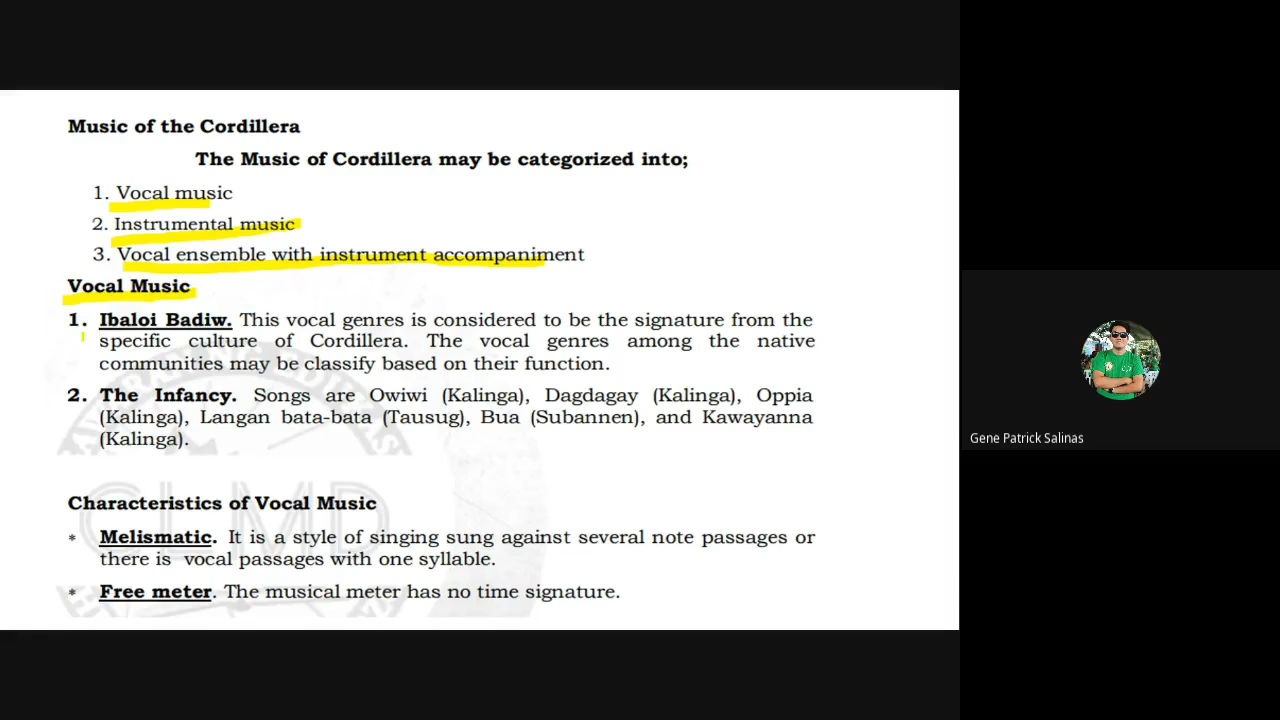 Music of the Cordillera
The Music of Cordillera may be categorized into;
1. Vocal music
2. Instrumental music
3. Vocal ensemble with instrument accompaniment
Vocal Music
1. Ibaloi Badiw. This vocal genres is considered to be the signature from the
specific culture of Cordillera. The vocal genres among the native
communities may be classify based on their function.
2. The Infancy. Songs are Owiwi (Kalinga), Dagdagay (Kalinga), Oppia
(Kalinga), Langan bata-bata (Tausug), Bua (Subannen), and Kawayanna
(Kalinga).
CLMD
Characteristics of Vocal Music
* Melismatic. It is a style of singing sung against several note passages or
there is vocal passages with one syllable.
* Free meter. The musical meter has no time signature.
Gene Patrick Salinas